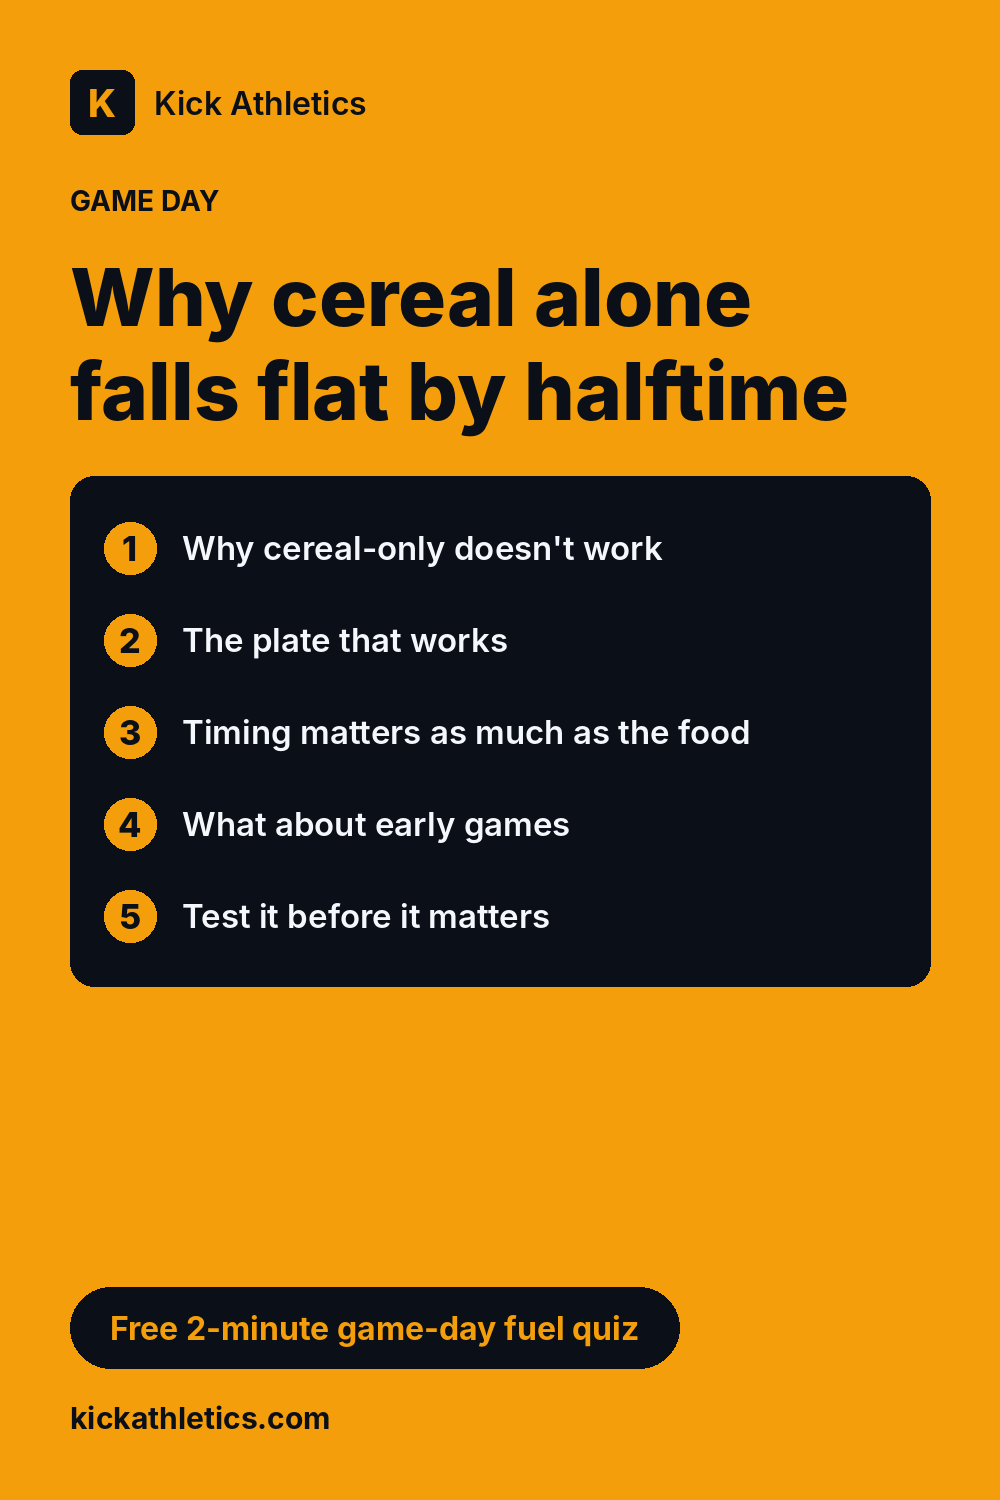 K
Kick Athletics
GAME DAY
Why cereal alone
falls flat by halftime
1 Why cereal-only doesn't work
2 The plate that works
3 Timing matters as much as the food
4 What about early games
5 Test it before it matters
Free 2-minute game-day fuel quiz
kickathletics.com